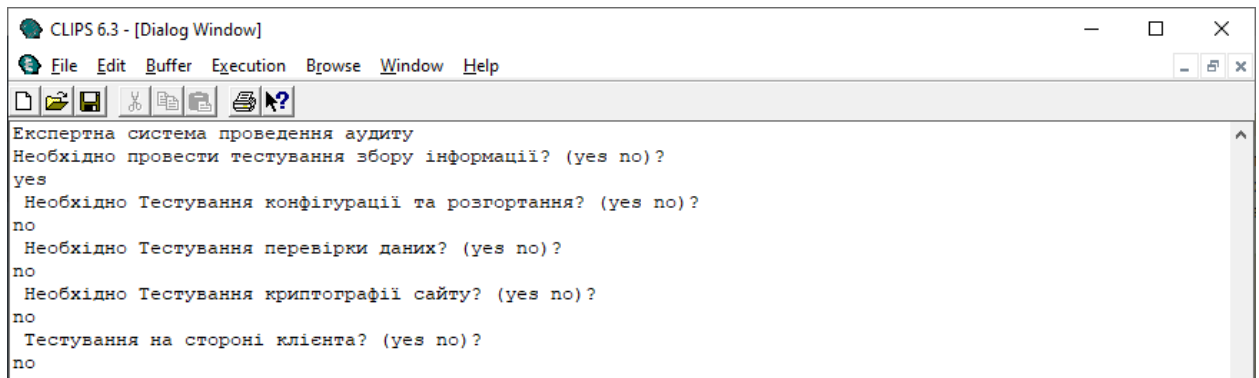 CLIPS 6.3 - [Dialog Window]
File Edit Buffer Execution Browse Window Help
Експертна система проведення аудиту
Необхідно провести тестування збору інформації? (yes no)?
yes
Необхідно Тестування конфігурації та розгортання? (yes no)?
no
Необхідно Тестування перевірки даних? (yes no)?
no
Необхідно Тестування криптографії сайту? (yes no)?
no
Тестування на стороні клієнта? (yes no)?
no